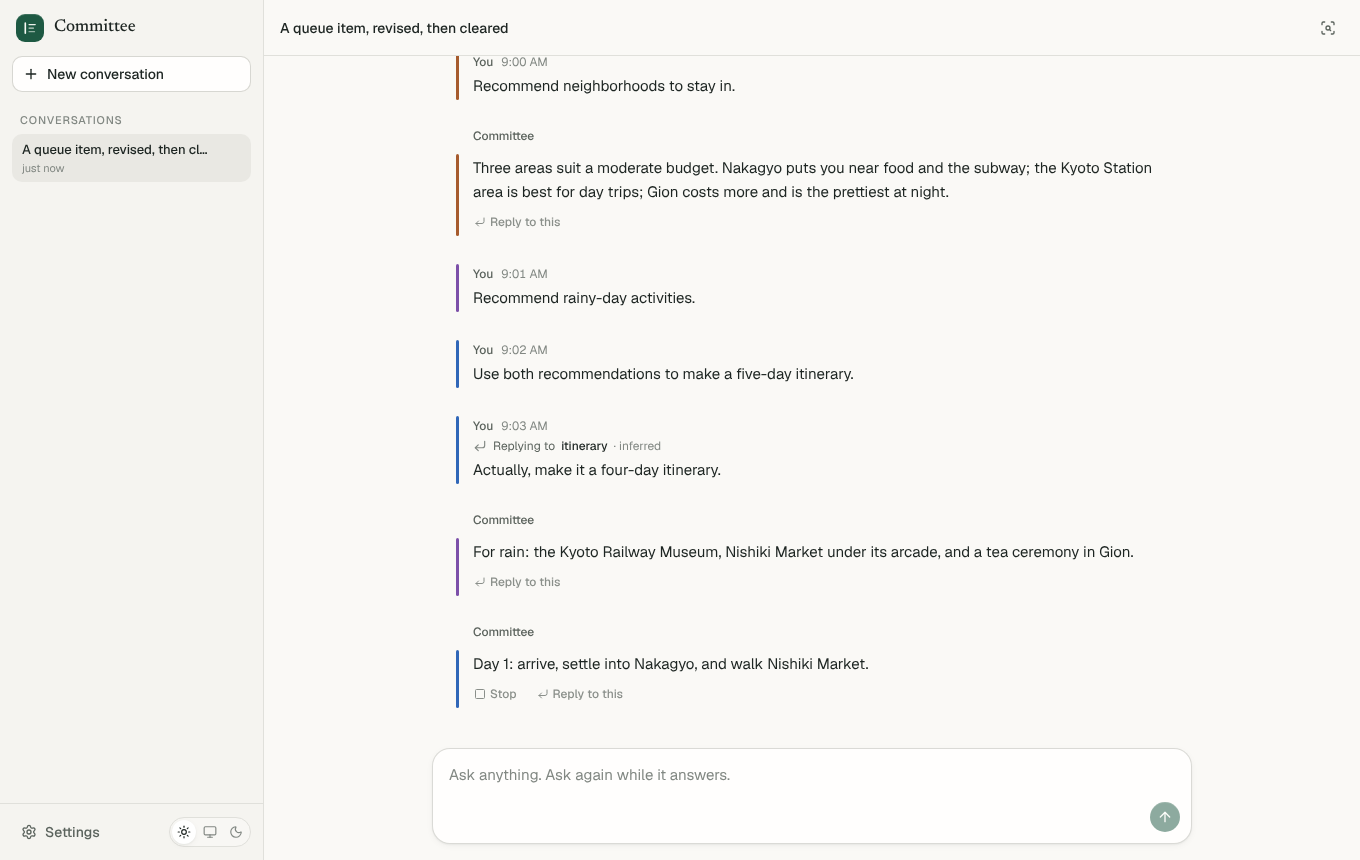 Committee
New conversation
CONVERSATIONS
A queue item, revised, then cl...
just now
Settings
A queue item, revised, then cleared
You 9:00 AM
Recommend neighborhoods to stay in.
Committee
Three areas suit a moderate budget. Nakagyo puts you near food and the subway; the Kyoto Station
area is best for day trips; Gion costs more and is the prettiest at night.
Reply to this
You 9:01 AM
Recommend rainy-day activities.
You 9:02 AM
Use both recommendations to make a five-day itinerary.
You 9:03 AM
Replying to itinerary · inferred
Actually, make it a four-day itinerary.
Committee
For rain: the Kyoto Railway Museum, Nishiki Market under its arcade, and a tea ceremony in Gion.
Reply to this
Committee
Day 1: arrive, settle into Nakagyo, and walk Nishiki Market.
Stop Reply to this
Ask anything. Ask again while it answers.